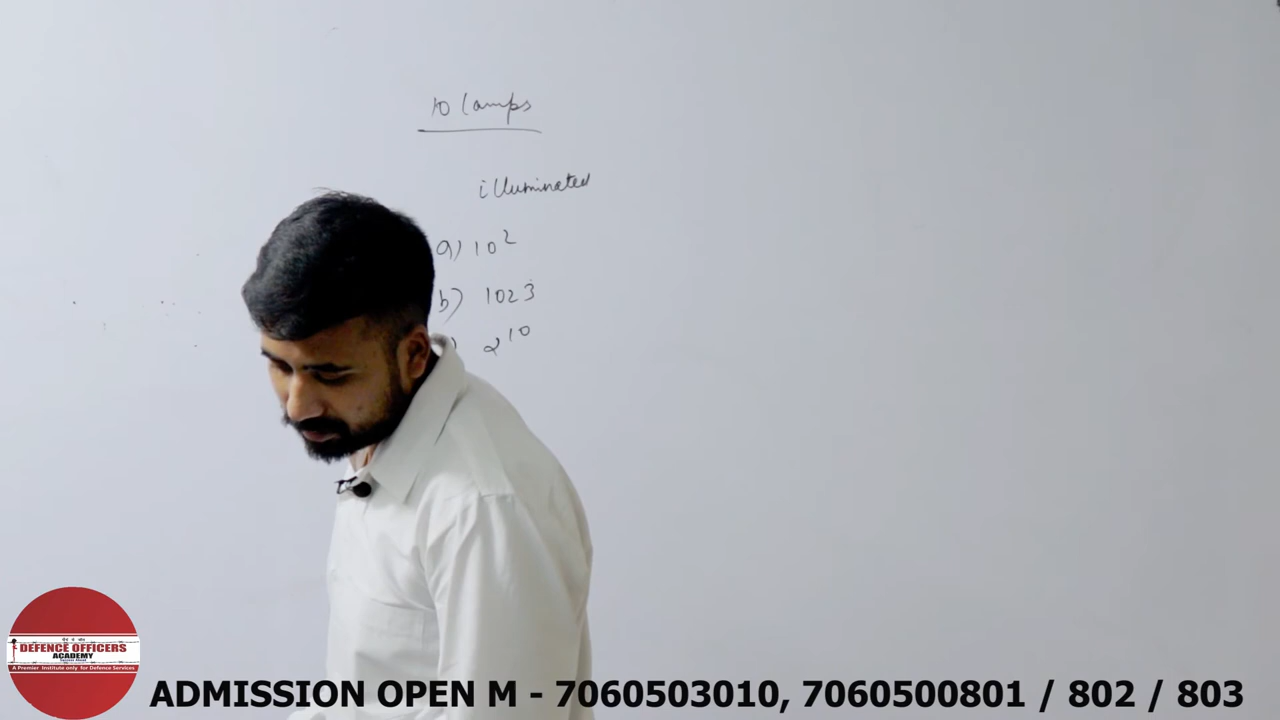 10 lamps
illuminated
a) 10²
b) 1023
) 2¹⁰
DEFENCE OFFICERS
ACADEMY
A Premier Institute only for Defence Services
ADMISSION OPEN M - 7060503010, 7060500801 / 802 / 803